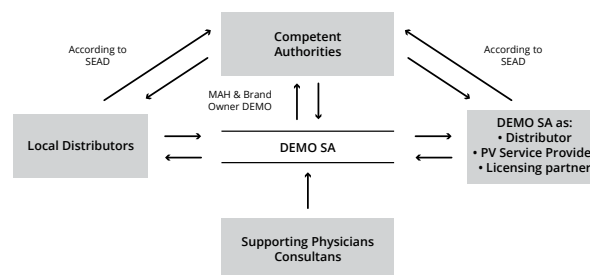 Competent
Authorities
According to
SEAD
According to
SEAD
MAH & Brand
Owner DEMO
Local Distributors
DEMO SA
DEMO SA as:
• Distributor
• PV Service Provide
• Licensing partner
Supporting Physicians
Consultans